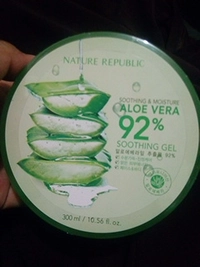 NATURE REPUBLIC
SOOTHING & MOISTURE
ALOE VERA
92%
SOOTHING GEL
300 ml / 10.56 fl. oz.